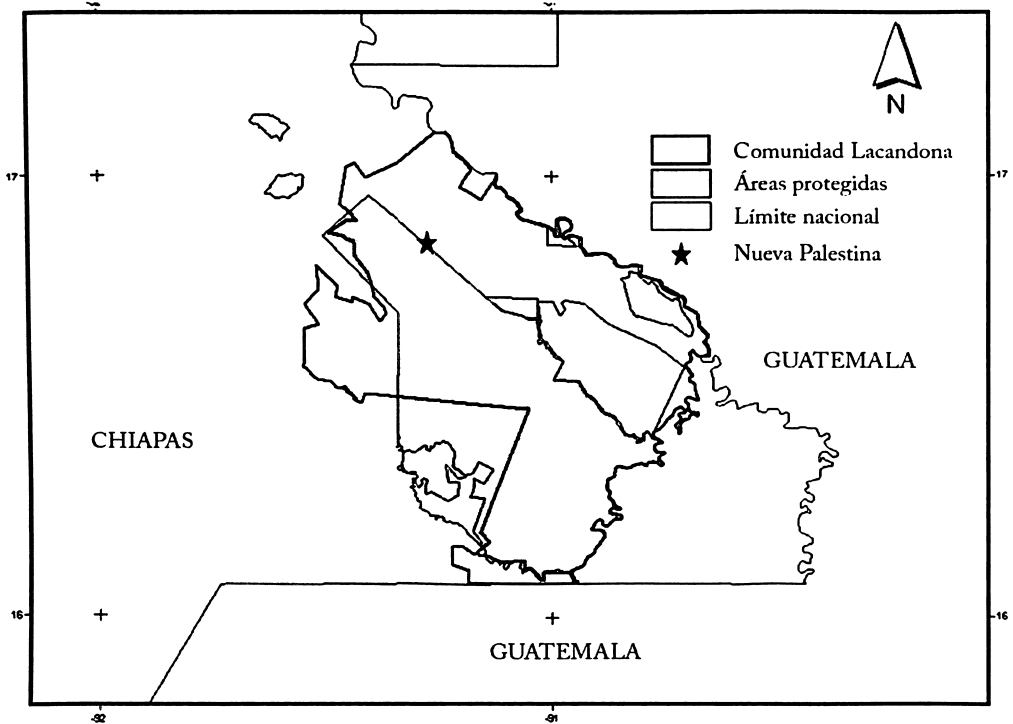 N
Comunidad Lacandona
17
17
Áreas protegidas
Límite nacional
Nueva Palestina
GUATEMALA
CHIAPAS
16
16
GUATEMALA
-92
-91